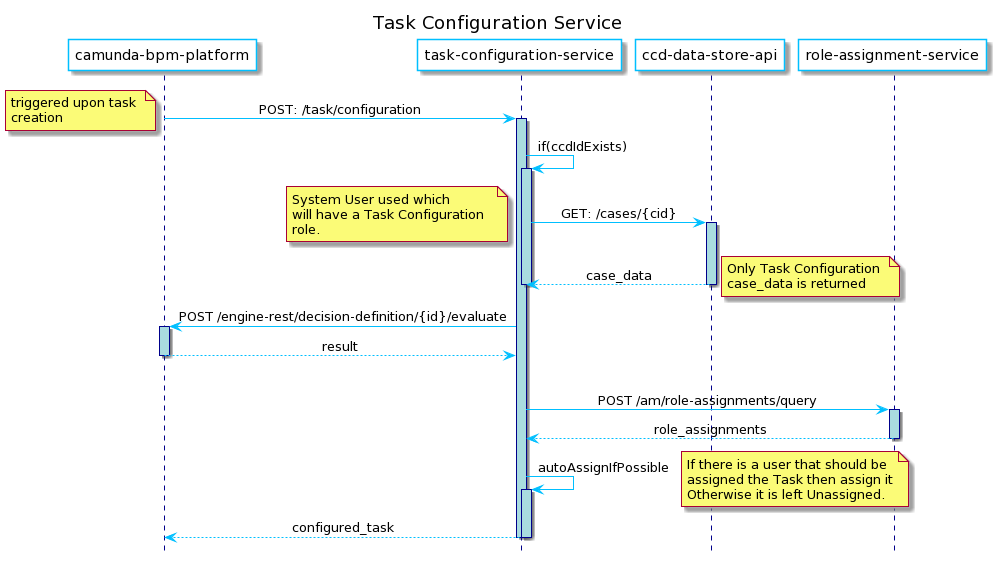 Task Configuration Service
camunda-bpm-platform
task-configuration-service
ccd-data-store-api
role-assignment-service
triggered upon task
creation
POST: /task/configuration
if(ccdIdExists)
System User used which
will have a Task Configuration
role.
GET: /cases/{cid}
Only Task Configuration
case_data is returned
case_data
POST /engine-rest/decision-definition/{id}/evaluate
result
POST /am/role-assignments/query
role_assignments
autoAssignIfPossible
If there is a user that should be
assigned the Task then assign it
Otherwise it is left Unassigned.
configured_task